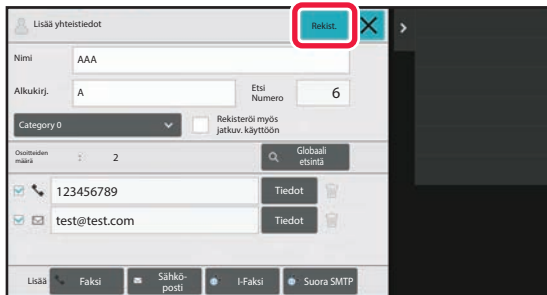 Lisää yhteistiedot
Rekist.
Nimi
AAA
Alkukirj.
A
Etsi
Numero
6
Category 0
Rekisteröi myös
jatkuv. käyttöön
Osoitteiden
määrä
:
2
Globaali
etsintä
123456789
Tiedot
test@test.com
Tiedot
Lisää
Faksi
Sähkö-
posti
I-Faksi
Suora SMTP